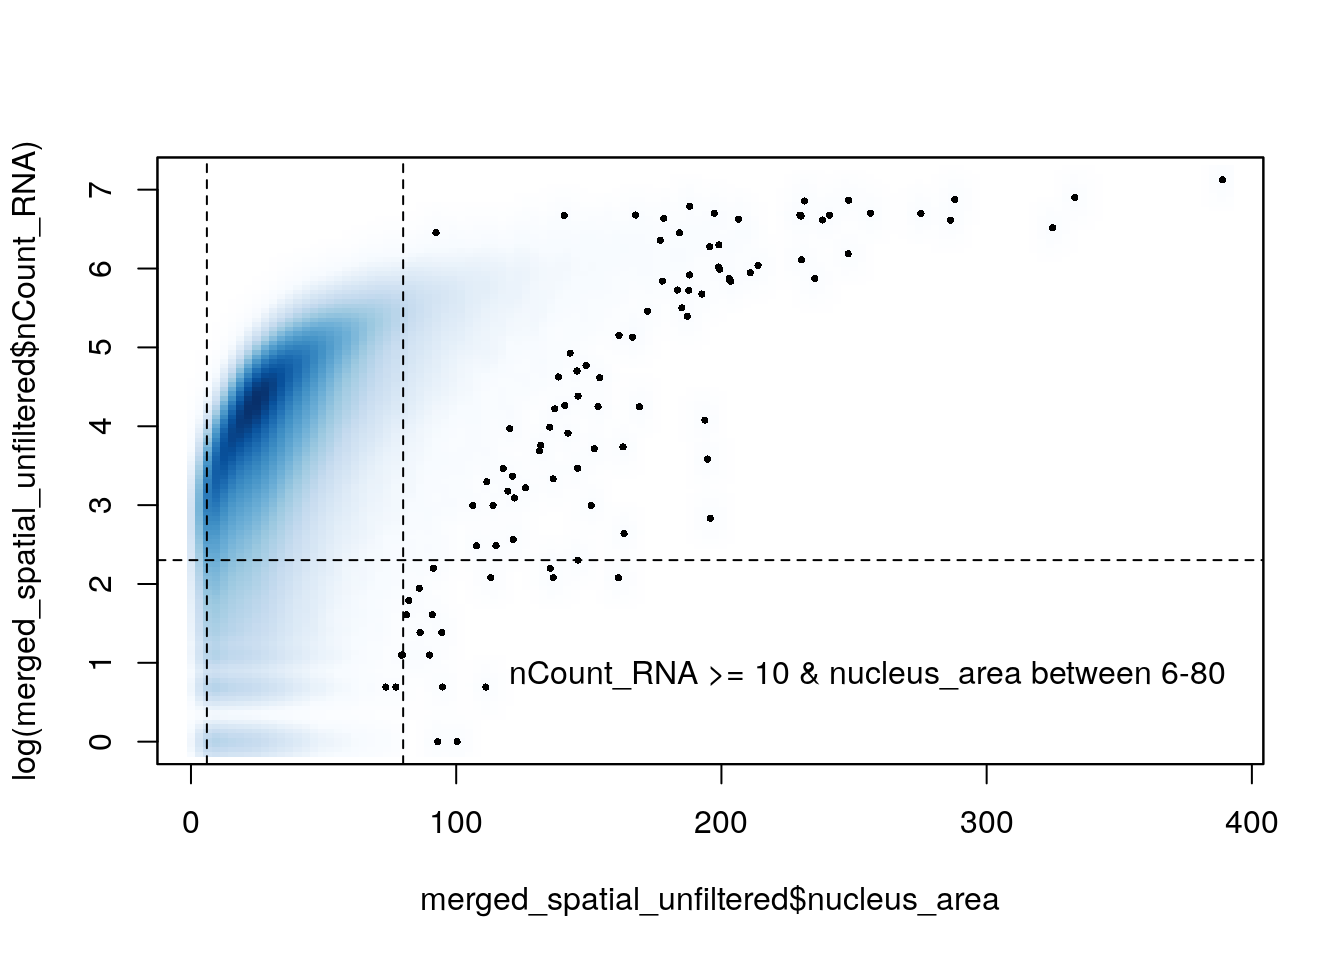 log(merged_spatial_unfiltered$nCount_RNA)
7
6
5
4
3
2
1
0
nCount_RNA >= 10 & nucleus_area between 6-80
0 100 200 300 400
merged_spatial_unfiltered$nucleus_area